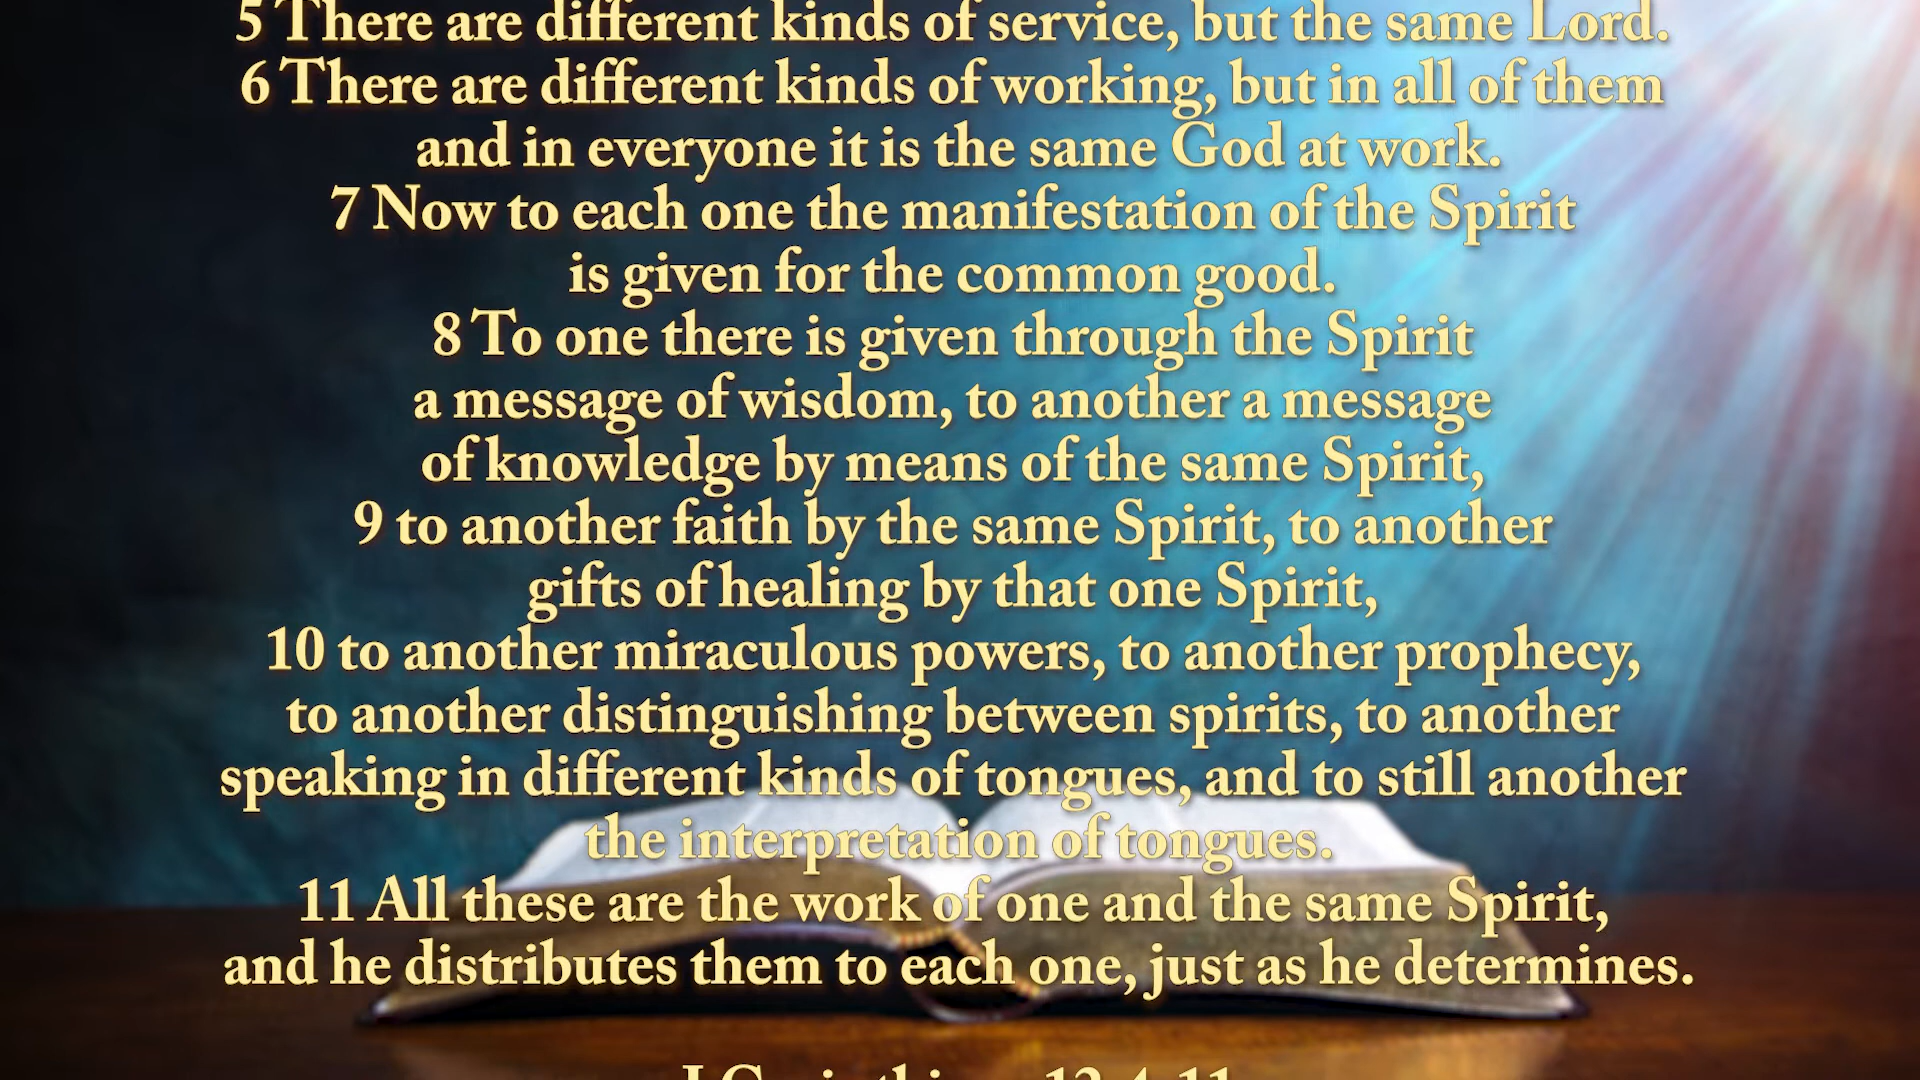 5 There are different kinds of service, but the same Lord.
6 There are different kinds of working, but in all of them
and in everyone it is the same God at work.
7 Now to each one the manifestation of the Spirit
is given for the common good.
8 To one there is given through the Spirit
a message of wisdom, to another a message
of knowledge by means of the same Spirit,
9 to another faith by the same Spirit, to another
gifts of healing by that one Spirit,
10 to another miraculous powers, to another prophecy,
to another distinguishing between spirits, to another
speaking in different kinds of tongues, and to still another
the interpretation of tongues.
11 All these are the work of one and the same Spirit,
and he distributes them to each one, just as he determines.